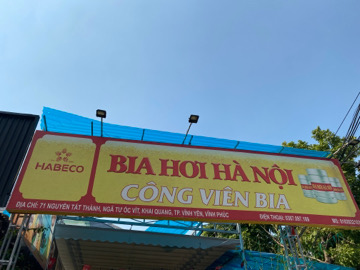 HABECO
BIA HƠI HÀ NỘI
CÔNG VIÊN BIA
ĐỊA CHỈ: 71 NGUYỄN TẤT THÀNH, NGÃ TƯ ỐC VÍT, KHAI QUANG, TP. VĨNH YÊN, VĨNH PHÚC
ĐIỆN THOẠI: